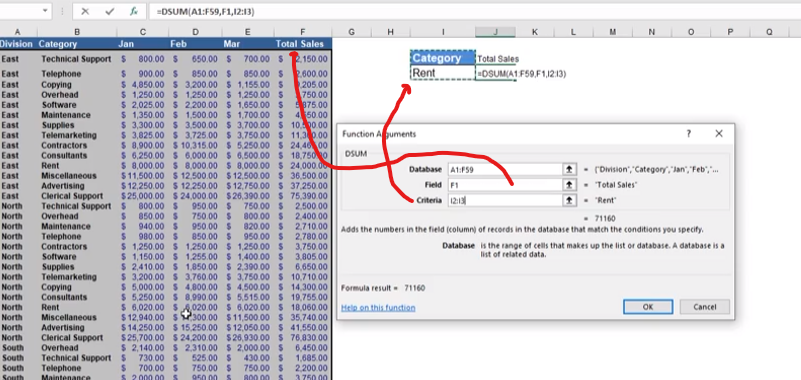 =DSUM(A1:F59,F1,I2:I3)
A B C D E F G H I J K L M N O P Q
Division Category Jan Feb Mar Total Sales
East Technical Support $ 800.00 $ 650.00 $ 700.00 $ 2,150.00
East Telephone $ 900.00 $ 850.00 $ 850.00 $ 2,600.00
East Copying $ 4,850.00 $ 3,200.00 $ 1,155.00 $ 9,205.00
East Overhead $ 1,250.00 $ 1,250.00 $ 1,250.00 $ 3,750.00
East Software $ 2,025.00 $ 2,200.00 $ 1,650.00 $ 5,875.00
East Maintenance $ 1,350.00 $ 1,500.00 $ 1,700.00 $
East Supplies $ 3,300.00 $ 3,500.00 $ 3,700.00 $
East Telemarketing $ 3,825.00 $ 3,725.00 $ 3,750.00 $
East Contractors $ 8,900.00 $ 10,315.00 $ 5,250.00 $
East Consultants $ 6,250.00 $ 6,000.00 $ 6,500.00 $ 18,750.00
East Rent $ 8,000.00 $ 8,000.00 $ 8,000.00 $ 24,000.00
East Miscellaneous $ 11,500.00 $ 12,500.00 $ 12,500.00 $ 36,500.00
East Advertising $ 12,250.00 $ 12,250.00 $ 12,750.00 $ 37,250.00
East Clerical Support $ 25,000.00 $ 24,000.00 $ 26,390.00 $ 75,390.00
North Technical Support $ 800.00 $ 950.00 $ 750.00 $ 2,500.00
North Overhead $ 850.00 $ 750.00 $ 800.00 $ 2,400.00
North Maintenance $ 940.00 $ 950.00 $ 820.00 $ 2,710.00
North Telephone $ 980.00 $ 850.00 $ 950.00 $ 2,780.00
North Contractors $ 1,250.00 $ 1,250.00 $ 1,250.00 $ 3,750.00
North Software $ 1,150.00 $ 1,255.00 $ 1,400.00 $ 3,805.00
North Supplies $ 2,410.00 $ 1,850.00 $ 2,390.00 $ 6,650.00
North Telemarketing $ 3,200.00 $ 3,760.00 $ 3,750.00 $ 10,710.00
North Copying $ 5,000.00 $ 4,800.00 $ 4,500.00 $ 14,300.00
North Consultants $ 5,250.00 $ 8,990.00 $ 5,515.00 $ 19,755.00
North Rent $ 6,020.00 $ 6,020.00 $ 6,020.00 $ 18,060.00
North Miscellaneous $ 12,940.00 $ $ 11,500.00 $ 35,740.00
North Advertising $ 14,250.00 $ 15,250.00 $ 12,050.00 $ 41,550.00
North Clerical Support $ 25,700.00 $ 24,200.00 $ 26,930.00 $ 76,830.00
South Overhead $ 2,140.00 $ 2,310.00 $ 2,000.00 $ 6,450.00
South Technical Support $ 730.00 $ 525.00 $ 430.00 $ 1,685.00
South Telephone $ 700.00 $ 750.00 $ 750.00 $ 2,200.00
South Maintenance $ 2,000.00 $ 950.00 $ 800.00 $ 3,750.00
Category Total Sales
Rent =DSUM(A1:F59,F1,I2:I3)
Function Arguments ? ×
DSUM
Database A1:F59 = {"Division","Category","Jan","Feb","...
Field F1 = "Total Sales"
Criteria I2:I3 = "Rent"
= 71160
Adds the numbers in the field (column) of records in the database that match the conditions you specify.
Database is the range of cells that makes up the list or database. A database is a
list of related data.
Formula result = 71160
Help on this function OK Cancel